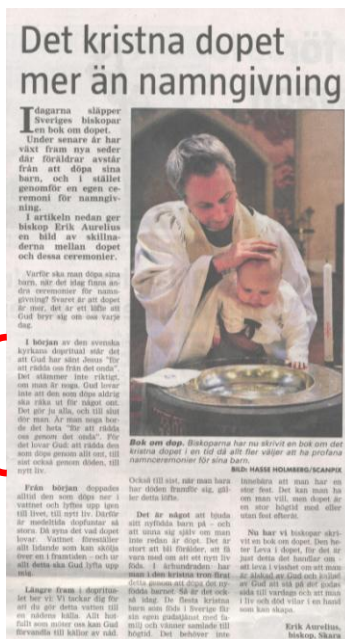 Det kristna dopet
mer än namngivning
I dagarna släpper
Sveriges biskopar
en bok om dopet.
Under senare år har
växt fram nya seder
där föräldrar avstår
från att döpa sina
barn, och i stället
genomför en egen ce-
remoni för namngiv-
ning.
I artikeln nedan ger
biskop Erik Aurelius
en bild av skillna-
derna mellan dopet
och dessa ceremonier.
Varför ska man döpa sina
barn, när det idag finns an-
dra ceremonier för namn-
givning? Svaret är att dopet
är mer, det är ett löfte att
Gud bryr sig om oss varje
dag.
I början av den svenska
kyrkans dopritual står det
att Gud har sänt Jesus "för
att rädda oss från det onda".
Det stämmer inte riktigt,
om man är noga. Gud lovar
inte att den som döps aldrig
ska råka ut för något ont.
Det gör ju alla, och till sist
dör man. Är man noga bor-
de det heta "för att rädda
oss genom det onda". För
det lovar Gud: att rädda den
som döps genom allt ont, till
sist också genom döden, till
nytt liv.
Från början doppades
alltid den som döps ner i
vattnet och lyftes upp igen
till livet, till nytt liv. Därför
är medeltida dopfuntar så
stora. Då syns det vad dopet
lovar. Vattnet föreställer
allt lidande som kan skölja
över en i framtiden - och ur
allt detta ska Gud lyfta upp
mig.
Längre fram i dopritua-
let ber vi: Vi tackar dig för
att du gör detta vatten till
en nådens källa. Allt hot-
fullt som möter oss kan Gud
förvandla till källor av nåd.
Bok om dop. Biskoparna har nu skrivit en bok om det
kristna dopet i en tid då allt fler väljer att ha profana
namnceremonier för sina barn.
BILD: HASSE HOLMBERG/SCANPIX
Också till sist, när man bara
har döden framför sig, gäl-
ler detta löfte.
Det är något att bjuda
sitt nyfödda barn på - och
att unna sig själv om man
inte redan är döpt. Det är
stort att bli förälder, att få
vara med om att ett nytt liv
föds. I århundraden har
man i den kristna tron firat
detta genom att döpa det ny-
födda barnet. Så är det ock-
så idag. De flesta kristna
barn som föds i Sverige får
sin egen gudstjänst med fa-
milj och vänner samlade till
högtid. Det behöver inte
innebära att man har en
stor fest. Det kan man ha
om man vill, men dopet är
en stor högtid med eller
utan fest efteråt.
Nu har vi biskopar skri-
vit en bok om dopet. Den he-
ter Leva i dopet, för det är
just detta det handlar om -
att leva i visshet om att man
är älskad av Gud och kallad
av Gud att stå på det godas
sida till vardags och att man
i liv och död vilar i en hand
som kan skapa.
Erik Aurelius,
biskop, Skara